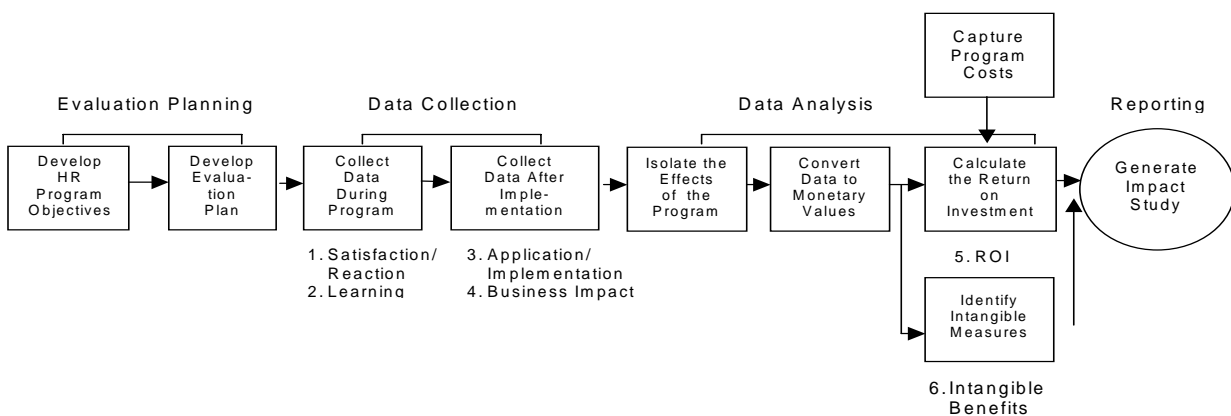 Capture
Program
Costs
Evaluation Planning
Data Collection
Data Analysis
Reporting
Develop
HR
Program
Objectives
Develop
Evalua-
tion
Plan
Collect
Data
During
Program
Collect
Data After
Imple-
mentation
Isolate the
Effects
of the
Program
Convert
Data to
Monetary
Values
Calculate
the Return
on
Investment
Generate
Impact
Study
1. Satisfaction/
Reaction
2. Learning
3. Application/
Implementation
4. Business Impact
5. ROI
Identify
Intangible
Measures
6. Intangible
Benefits